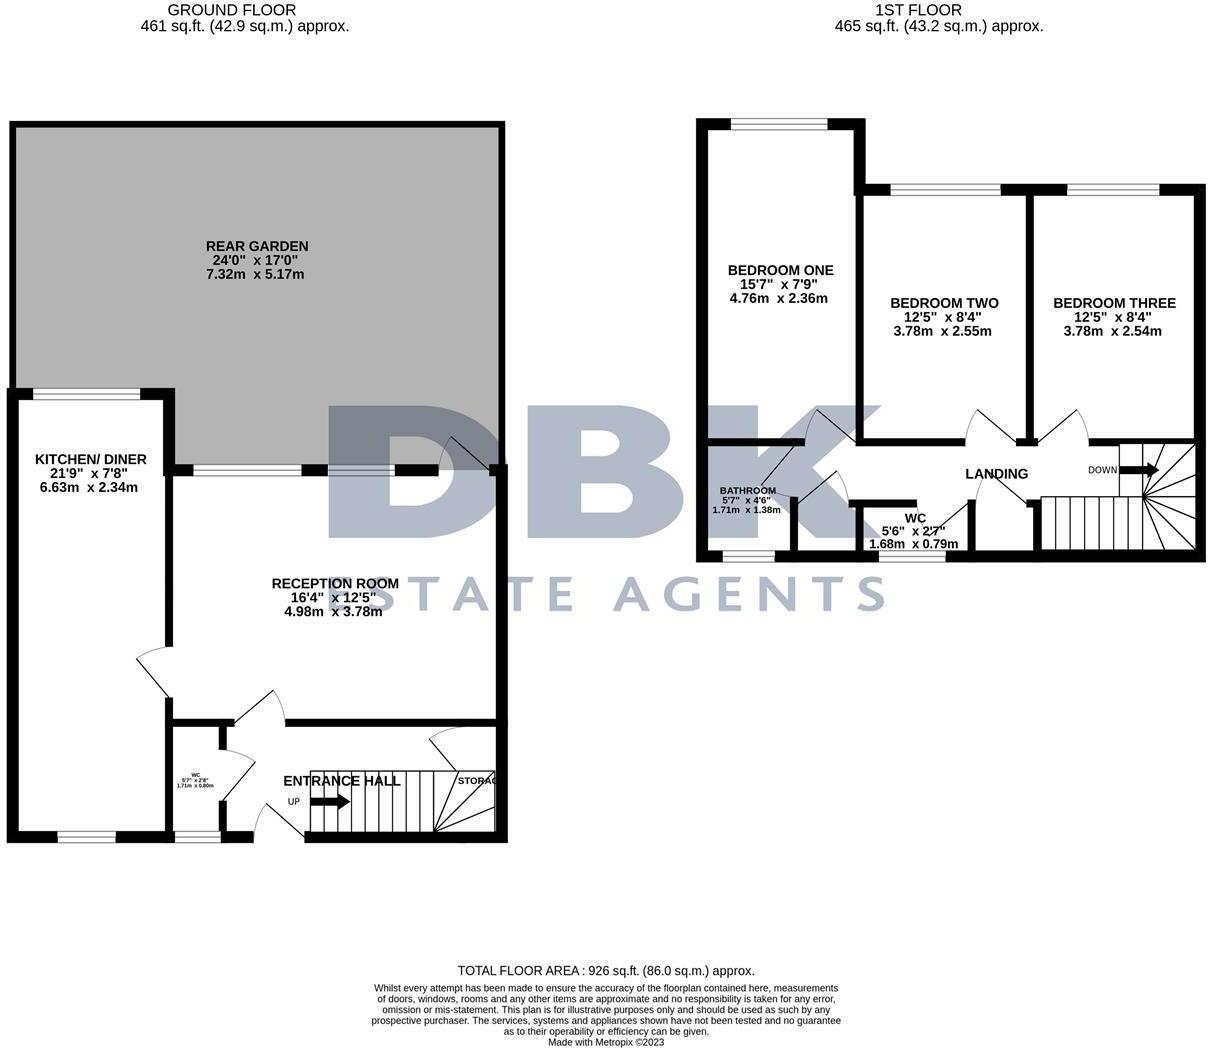 GROUND FLOOR
461 sq.ft. (42.9 sq.m.) approx.
1ST FLOOR
465 sq.ft. (43.2 sq.m.) approx.
REAR GARDEN
24'0" x 17'0"
7.32m x 5.17m
KITCHEN/ DINER
21'9" x 7'8"
6.63m x 2.34m
RECEPTION ROOM
16'4" x 12'5"
4.98m x 3.78m
WC
5'7" x 2'8"
1.71m x 0.80m
ENTRANCE HALL
UP
STORAG
BEDROOM ONE
15'7" x 7'9"
4.76m x 2.36m
BEDROOM TWO
12'5" x 8'4"
3.78m x 2.55m
BEDROOM THREE
12'5" x 8'4"
3.78m x 2.54m
LANDING
DOWN
BATHROOM
5'7" x 4'6"
1.71m x 1.38m
WC
5'6" x 2'7"
1.68m x 0.79m
DBK
ESTATE AGENTS
TOTAL FLOOR AREA : 926 sq.ft. (86.0 sq.m.) approx.
Whilst every attempt has been made to ensure the accuracy of the floorplan contained here, measurements
of doors, windows, rooms and any other items are approximate and no responsibility is taken for any error,
omission or mis-statement. This plan is for illustrative purposes only and should be used as such by any
prospective purchaser. The services, systems and appliances shown have not been tested and no guarantee
as to their operability or efficiency can be given.
Made with Metropix ©2023